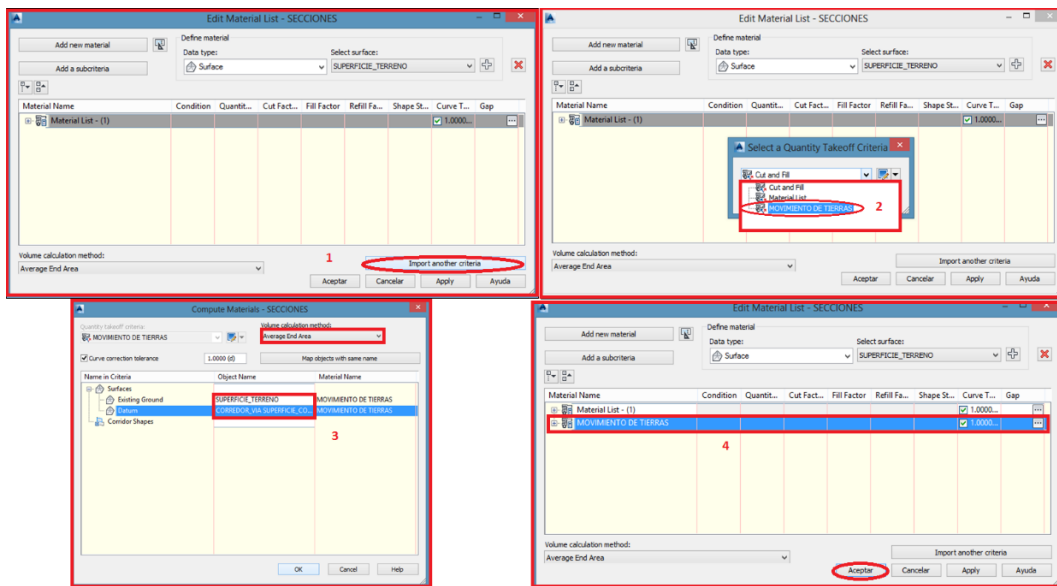 Edit Material List - SECCIONES
Add new material
Define material
Data type:
Select surface:
Add a subcriteria
Surface
SUPERFICIE_TERRENO
Material Name Condition Quantit... Cut Fact... Fill Factor Refill Fa... Shape St... Curve T... Gap
Material List - (1) 1.0000... ...
1
Volume calculation method:
Average End Area
Import another criteria
Aceptar Cancelar Apply Ayuda
Edit Material List - SECCIONES
Add new material
Define material
Data type:
Select surface:
Add a subcriteria
Surface
SUPERFICIE_TERRENO
Material Name Condition Quantit... Cut Fact... Fill Factor Refill Fa... Shape St... Curve T... Gap
Material List - (1) 1.0000... ...
Select a Quantity Takeoff Criteria
Cut and Fill
Cut and Fill
Material List
MOVIMIENTO DE TIERRAS 2
Volume calculation method:
Average End Area
Import another criteria
Aceptar Cancelar Apply Ayuda
Compute Materials - SECCIONES
Quantity takeoff criteria:
Volume calculation method:
MOVIMIENTO DE TIERRAS
Average End Area
Curve correction tolerance 1.0000 (d) Map objects with same name
Name in Criteria Object Name Material Name
Surfaces
Existing Ground SUPERFICIE_TERRENO MOVIMIENTO DE TIERRAS
Datum CORREDOR_VIA SUPERFICIE_CO... MOVIMIENTO DE TIERRAS
Corridor Shapes
3
OK Cancel Help
Edit Material List - SECCIONES
Add new material
Define material
Data type:
Select surface:
Add a subcriteria
Surface
SUPERFICIE_TERRENO
Material Name Condition Quantit... Cut Fact... Fill Factor Refill Fa... Shape St... Curve T... Gap
Material List - (1) 1.0000... ...
MOVIMIENTO DE TIERRAS 1.0000... ...
4
Volume calculation method:
Average End Area
Import another criteria
Aceptar Cancelar Apply Ayuda